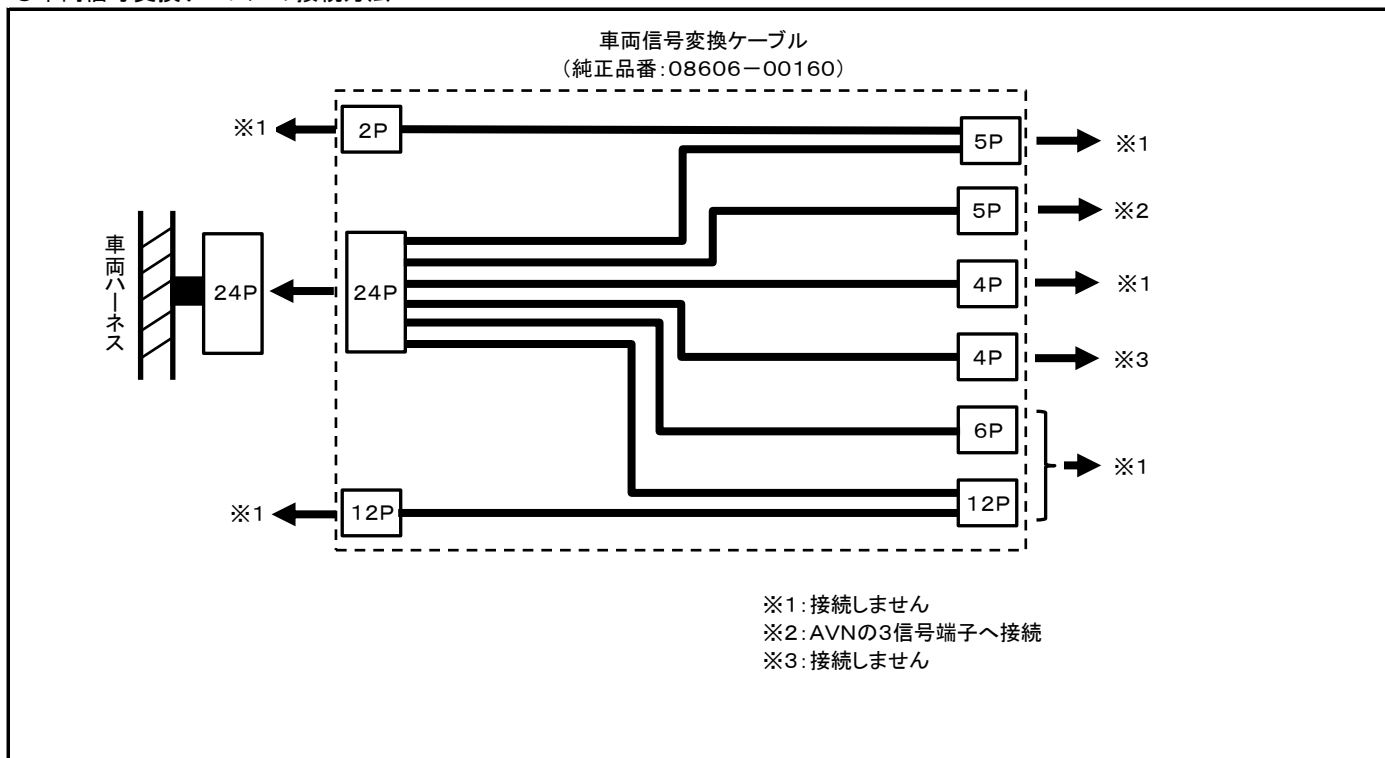 車両信号変換ケーブル
（純正品番：08606－00160）
※1
2P
5P
※1
5P
※2
車両ハーネス
24P
24P
4P
※1
4P
※3
6P
※1
※1
12P
12P
※1：接続しません
※2：AVNの3信号端子へ接続
※3：接続しません